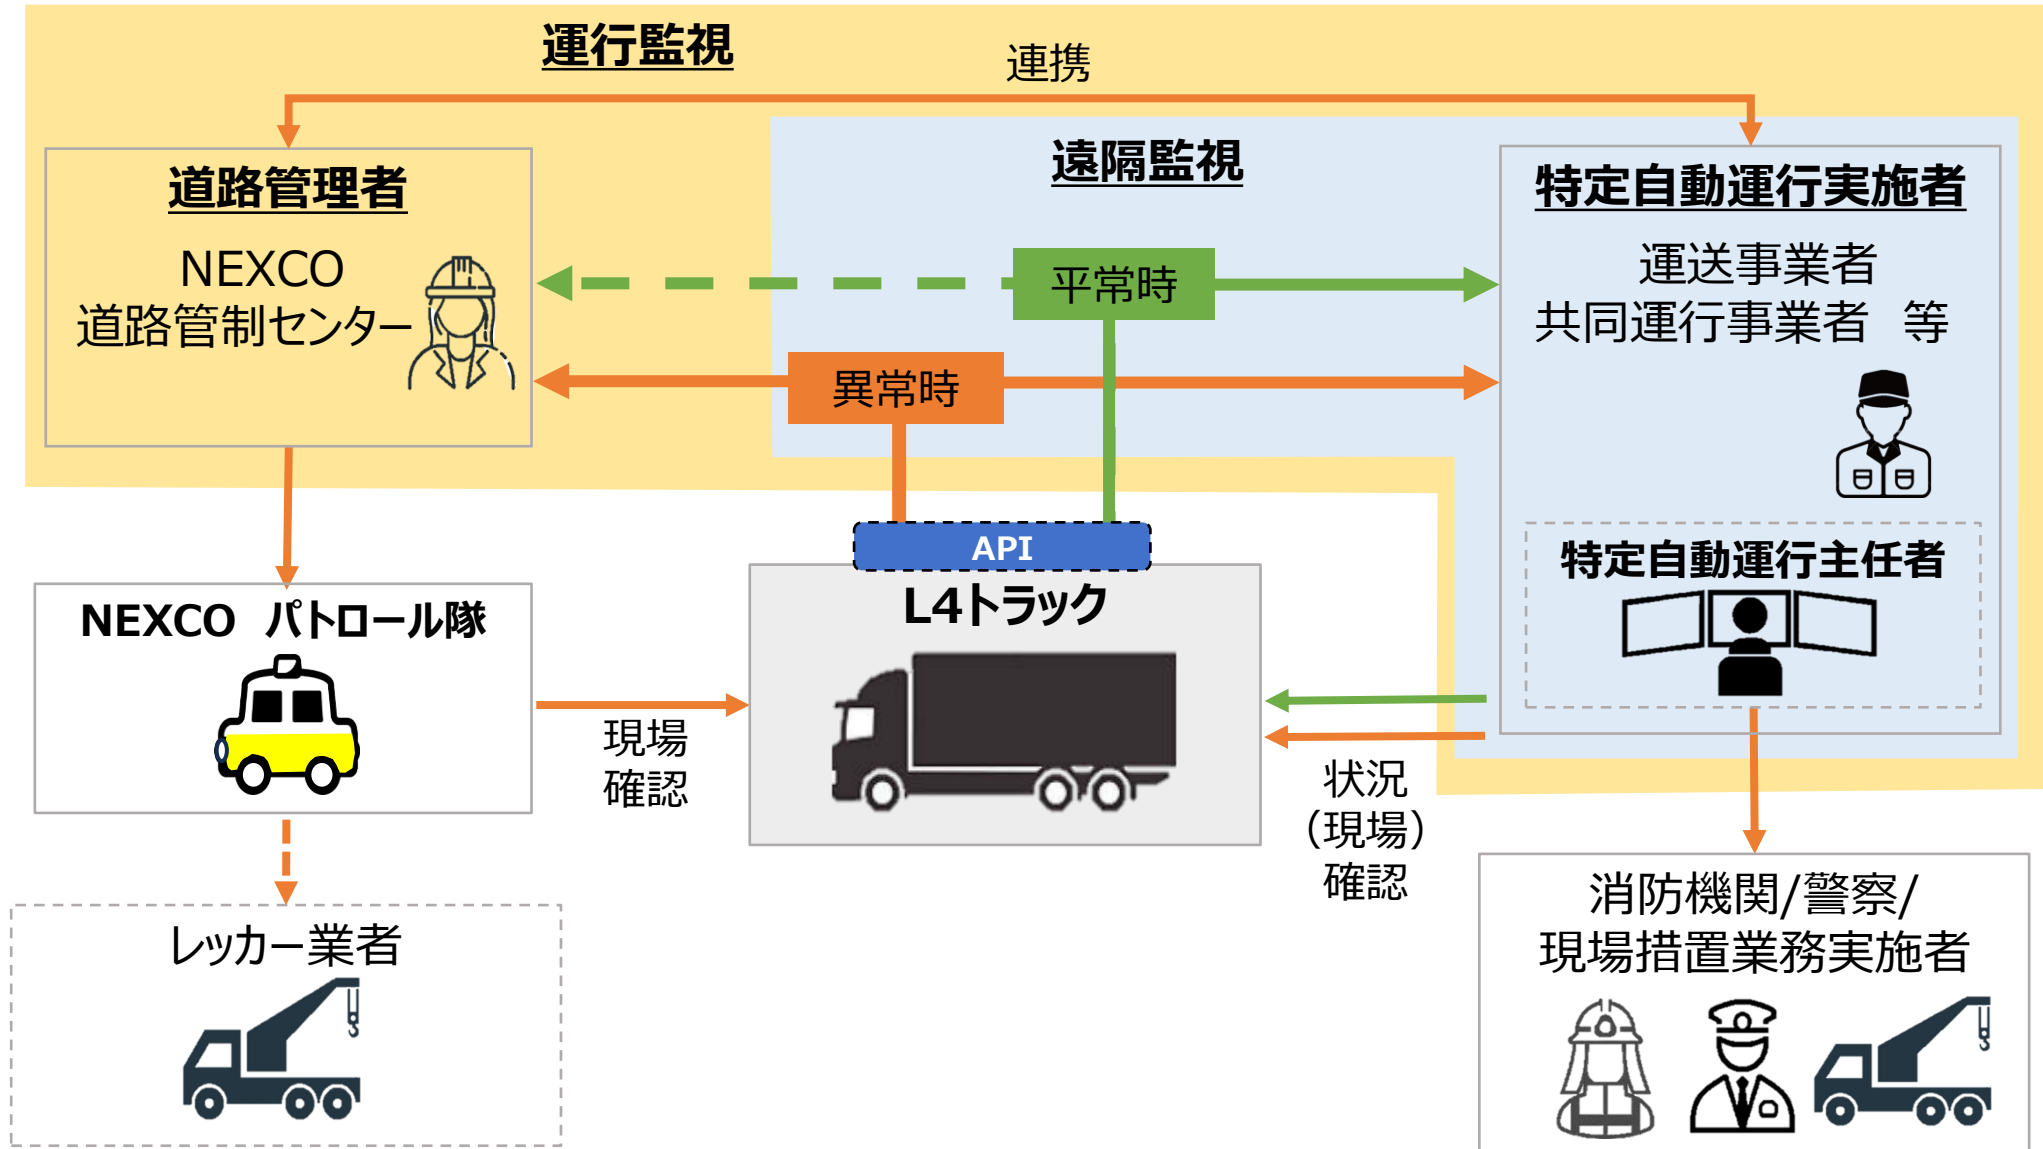 運行監視
連携
道路管理者
NEXCO
道路管制センター
遠隔監視
特定自動運行実施者
運送事業者
共同運行事業者　等
平常時
異常時
API
L4トラック
特定自動運行主任者
NEXCO　パトロール隊
現場
確認
状況
（現場）
確認
レッカー業者
消防機関/警察/
現場措置業務実施者